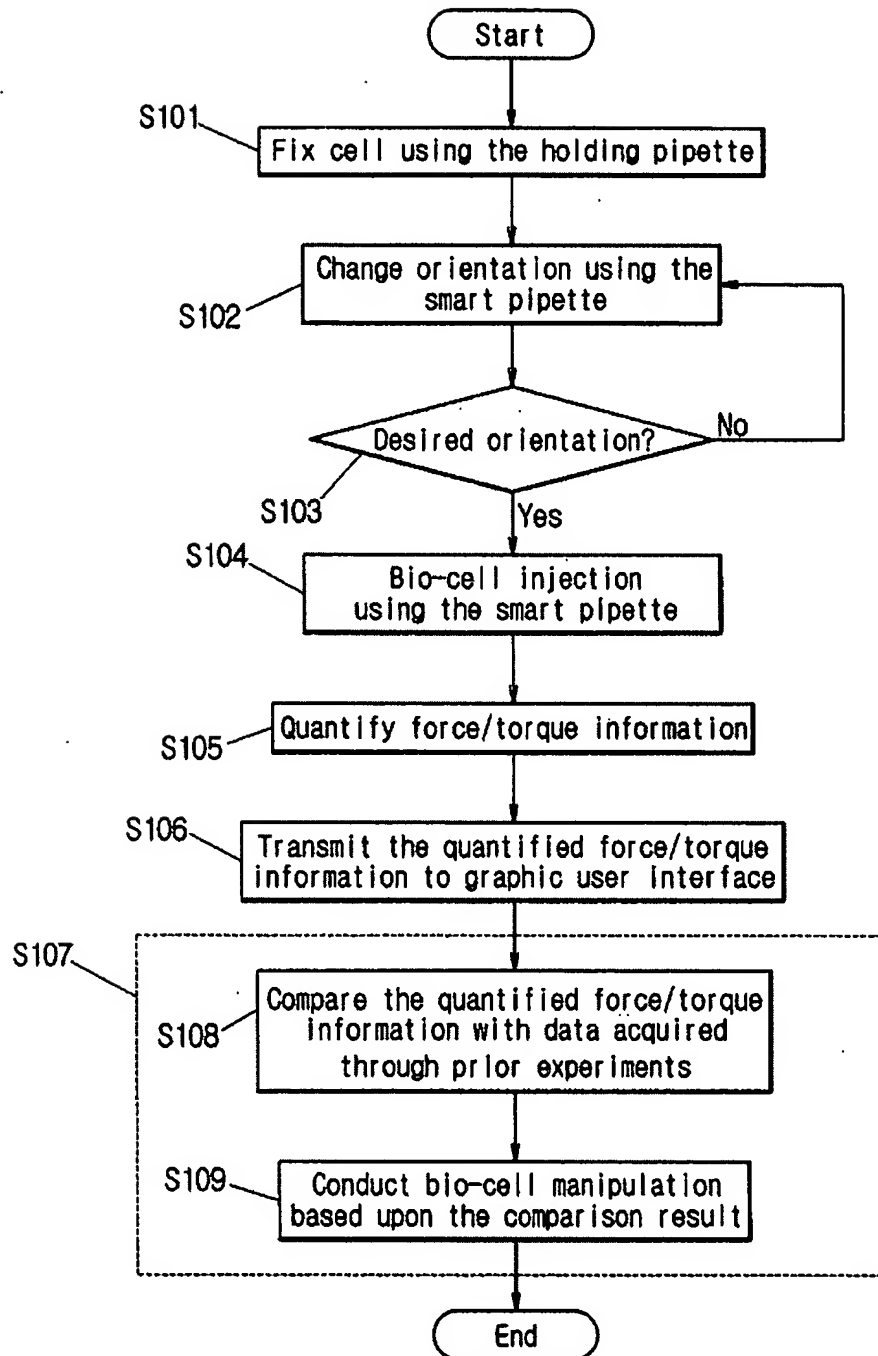 Start
S101
Fix cell using the holding pipette
Change orientation using the
smart pipette
S102
Desired orientation?
No
S103
Yes
S104
Bio-cell injection
using the smart pipette
Quantify force/torque information
S105
S106
Transmit the quantified force/torque
information to graphic user interface
S107
Compare the quantified force/torque
information with data acquired
through prior experiments
S108
S109
Conduct bio-cell manipulation
based upon the comparison result
End